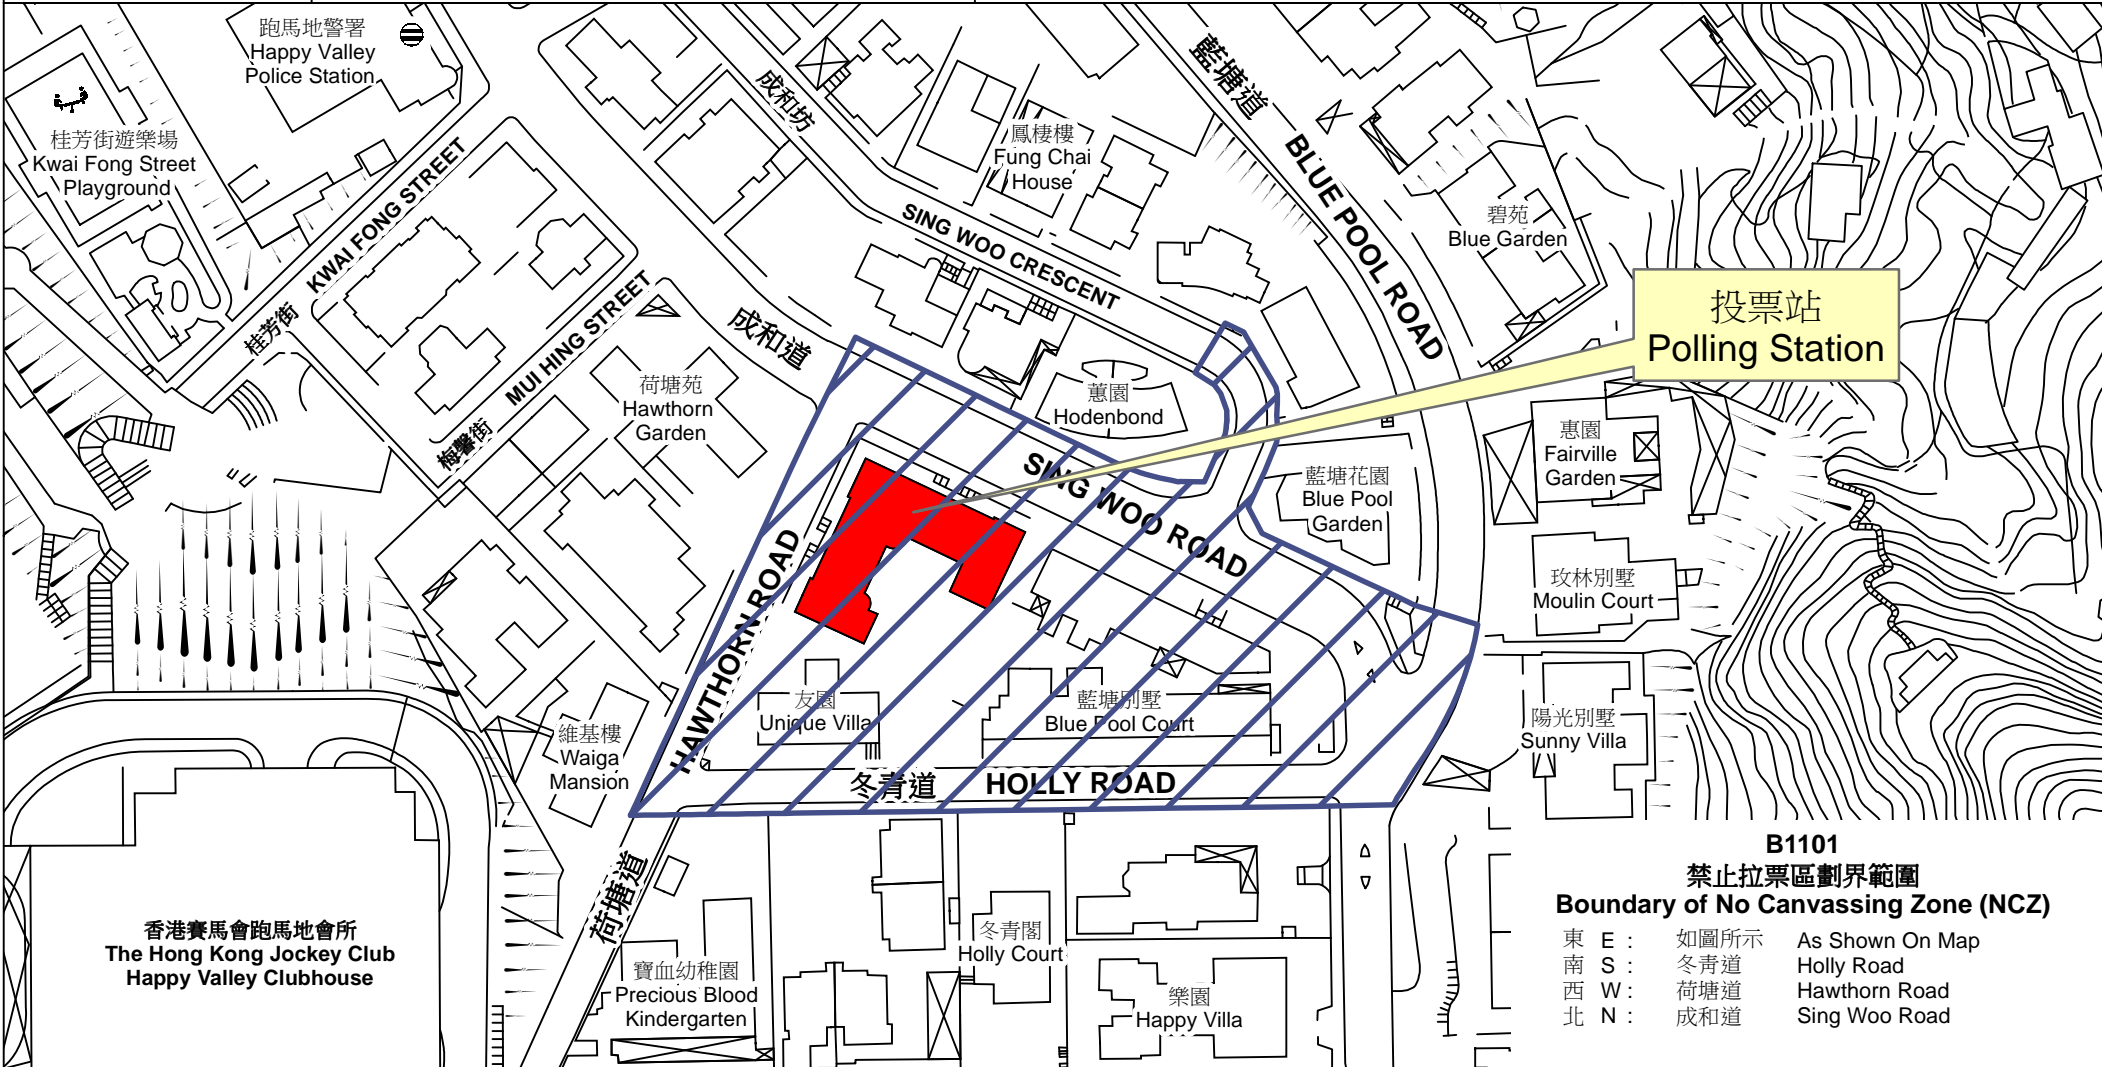 跑馬地警署
Happy Valley
Police Station
桂芳街遊樂場
Kwai Fong Street
Playground
KWAI FONG STREET
桂芳街
MUI HING STREET
梅馨街
成和坊
鳳棲樓
Fung Chai
House
SING WOO CRESCENT
藍塘道
BLUE POOL ROAD
碧苑
Blue Garden
投票站
Polling Station
成和道
荷塘苑
Hawthorn
Garden
蕙園
Hodenbond
SING WOO ROAD
藍塘花園
Blue Pool
Garden
惠園
Fairville
Garden
玫林別墅
Moulin Court
HAWTHORN ROAD
友園
Unique Villa
藍塘別墅
Blue Pool Court
陽光別墅
Sunny Villa
維基樓
Waiga
Mansion
冬青道 HOLLY ROAD
荷塘道
香港賽馬會跑馬地會所
The Hong Kong Jockey Club
Happy Valley Clubhouse
寶血幼稚園
Precious Blood
Kindergarten
冬青閣
Holly Court
樂園
Happy Villa
B1101
禁止拉票區劃界範圍
Boundary of No Canvassing Zone (NCZ)
東 E : 如圖所示 As Shown On Map
南 S : 冬青道 Holly Road
西 W : 荷塘道 Hawthorn Road
北 N : 成和道 Sing Woo Road